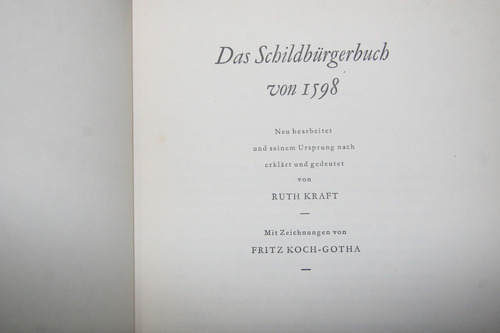 Das Schildbürgerbuch
von 1598
Neu bearbeitet
und seinem Ursprung nach
erklärt und gedeutet
von
RUTH KRAFT
—
Mit Zeichnungen von
FRITZ KOCH-GOTHA
—